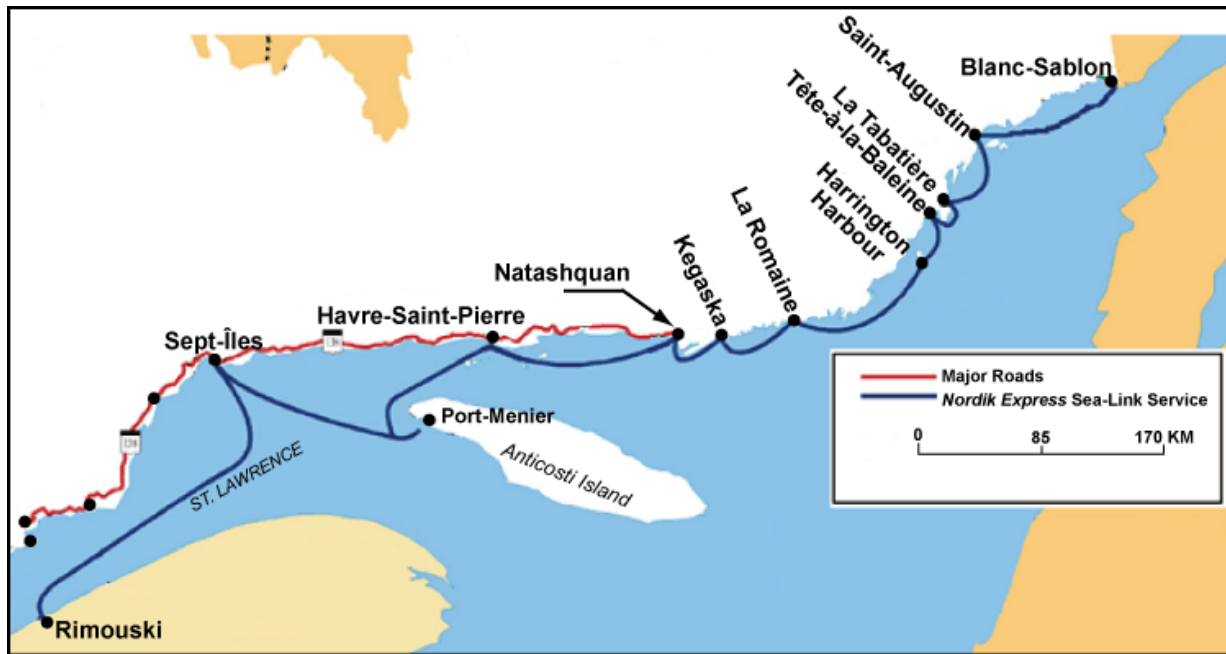 Saint-Augustin
Blanc-Sablon
La Tabatière
Tête-à-la-Baleine
Harrington
Harbour
La Romaine
Kegaska
Natashquan
Havre-Saint-Pierre
Sept-Îles
Port-Menier
Anticosti Island
ST. LAWRENCE
Rimouski
Major Roads
Nordik Express Sea-Link Service
0 85 170 KM